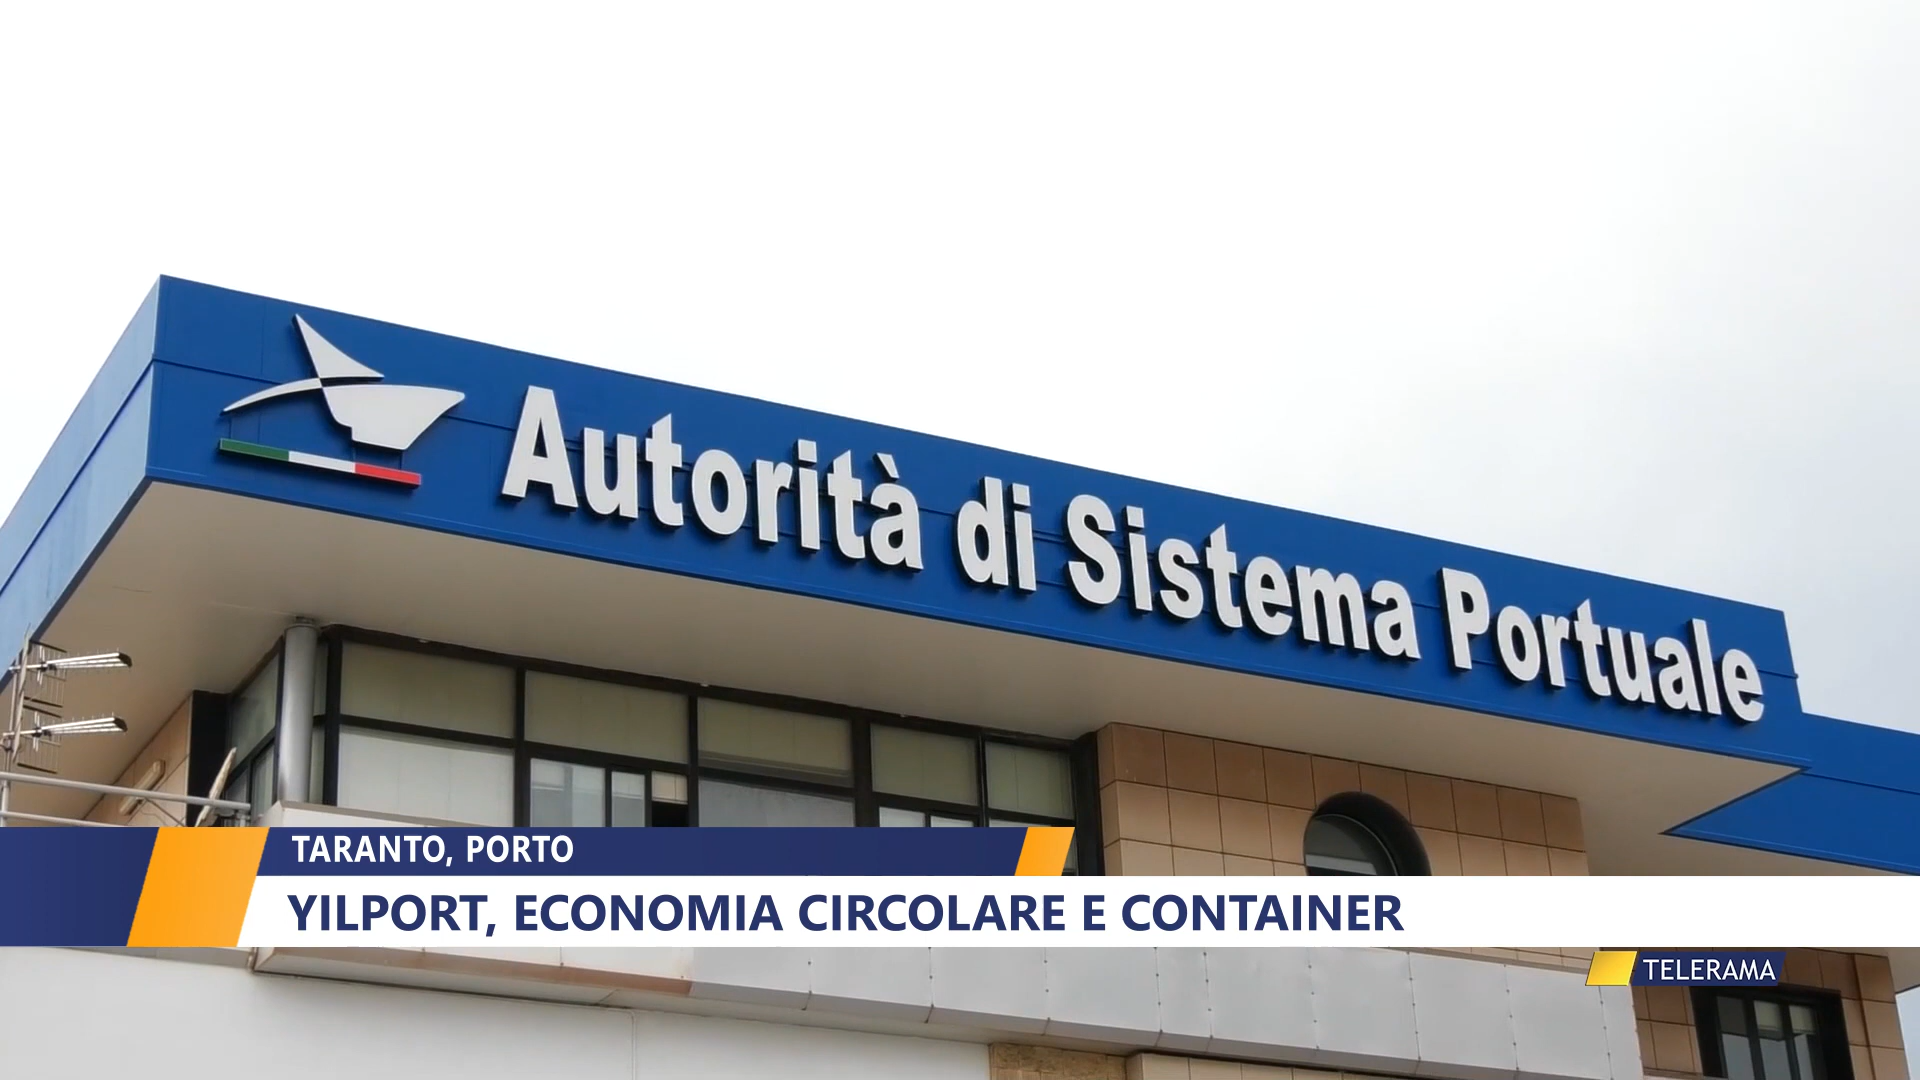 Autorità di Sistema Portuale
TARANTO, PORTO
YILPORT, ECONOMIA CIRCOLARE E CONTAINER
TELERAMA